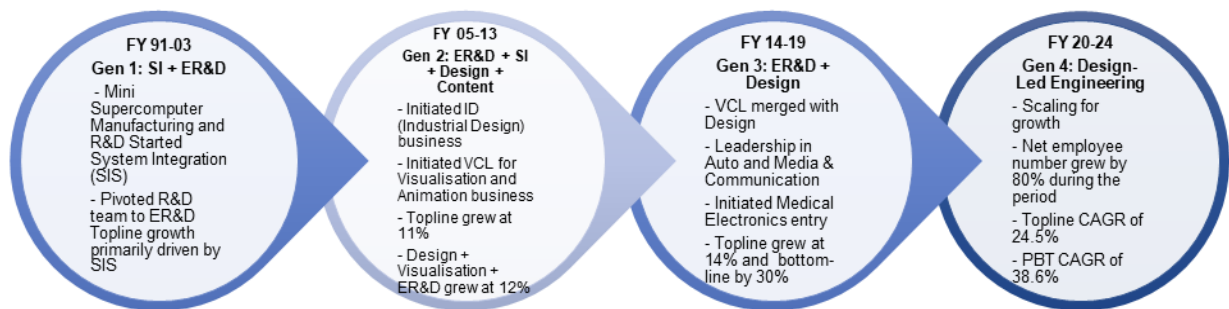 FY 91-03
Gen 1: SI + ER&D
- Mini
Supercomputer
Manufacturing and
R&D Started
System Integration
(SIS)
- Pivoted R&D
team to ER&D
Topline growth
primarily driven by
SIS
FY 05-13
Gen 2: ER&D + SI
+ Design +
Content
- Initiated ID
(Industrial Design)
business
- Initiated VCL for
Visualisation and
Animation business
- Topline grew at
11%
- Design +
Visualisation +
ER&D grew at 12%
FY 14-19
Gen 3: ER&D +
Design
- VCL merged with
Design
- Leadership in
Auto and Media &
Communication
- Initiated Medical
Electronics entry
- Topline grew at
14% and bottom-
line by 30%
FY 20-24
Gen 4: Design-
Led Engineering
- Scaling for
growth
- Net employee
number grew by
80% during the
period
- Topline CAGR of
24.5%
- PBT CAGR of
38.6%